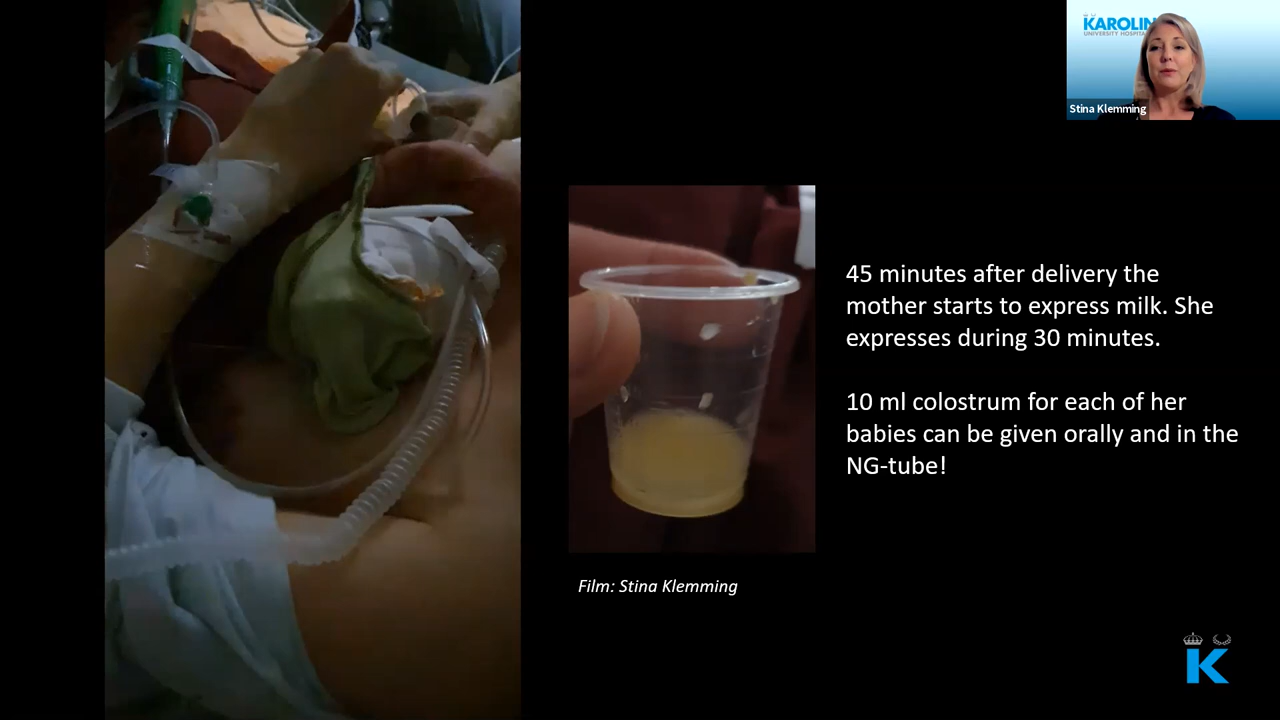 KAROLIN
UNIVERSITY HOSPITAL
Stina Klemming
45 minutes after delivery the
mother starts to express milk. She
expresses during 30 minutes.
10 ml colostrum for each of her
babies can be given orally and in the
NG-tube!
Film: Stina Klemming
K